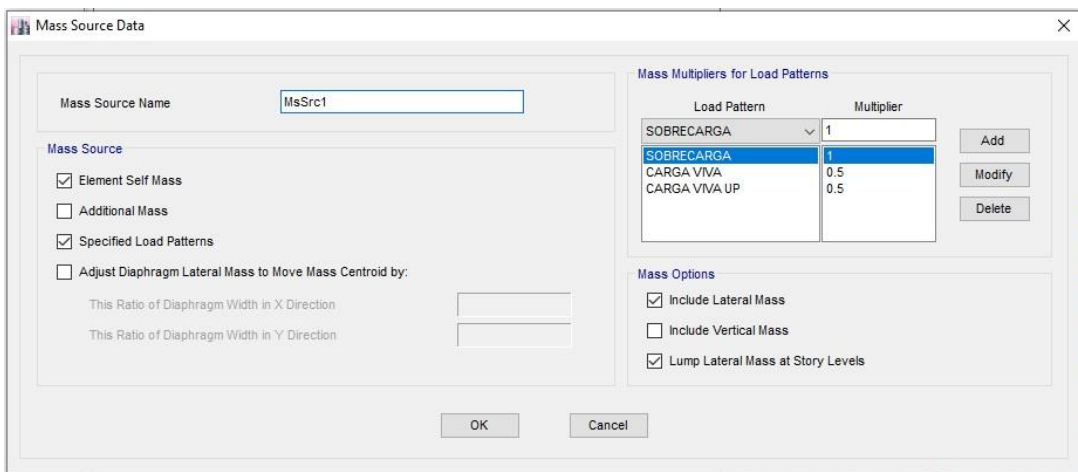 Mass Source Data
Mass Source Name
MsSrc1
Mass Source
Element Self Mass
Additional Mass
Specified Load Patterns
Adjust Diaphragm Lateral Mass to Move Mass Centroid by:
This Ratio of Diaphragm Width in X Direction
This Ratio of Diaphragm Width in Y Direction
Mass Multipliers for Load Patterns
Load Pattern Multiplier
SOBRECARGA 1
SOBRECARGA 1
CARGA VIVA 0.5
CARGA VIVA UP 0.5
Add
Modify
Delete
Mass Options
Include Lateral Mass
Include Vertical Mass
Lump Lateral Mass at Story Levels
OK Cancel